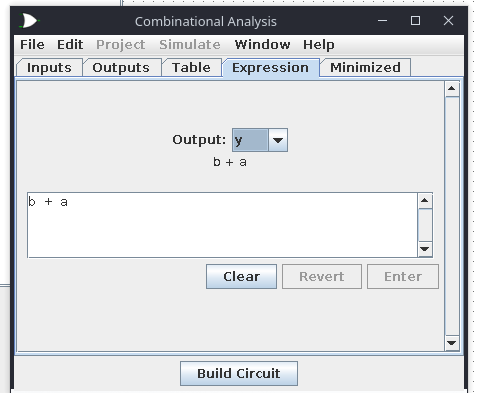 Combinational Analysis
File Edit Project Simulate Window Help
Inputs Outputs Table Expression Minimized
Output: y
b + a
b + a
Clear Revert Enter
Build Circuit